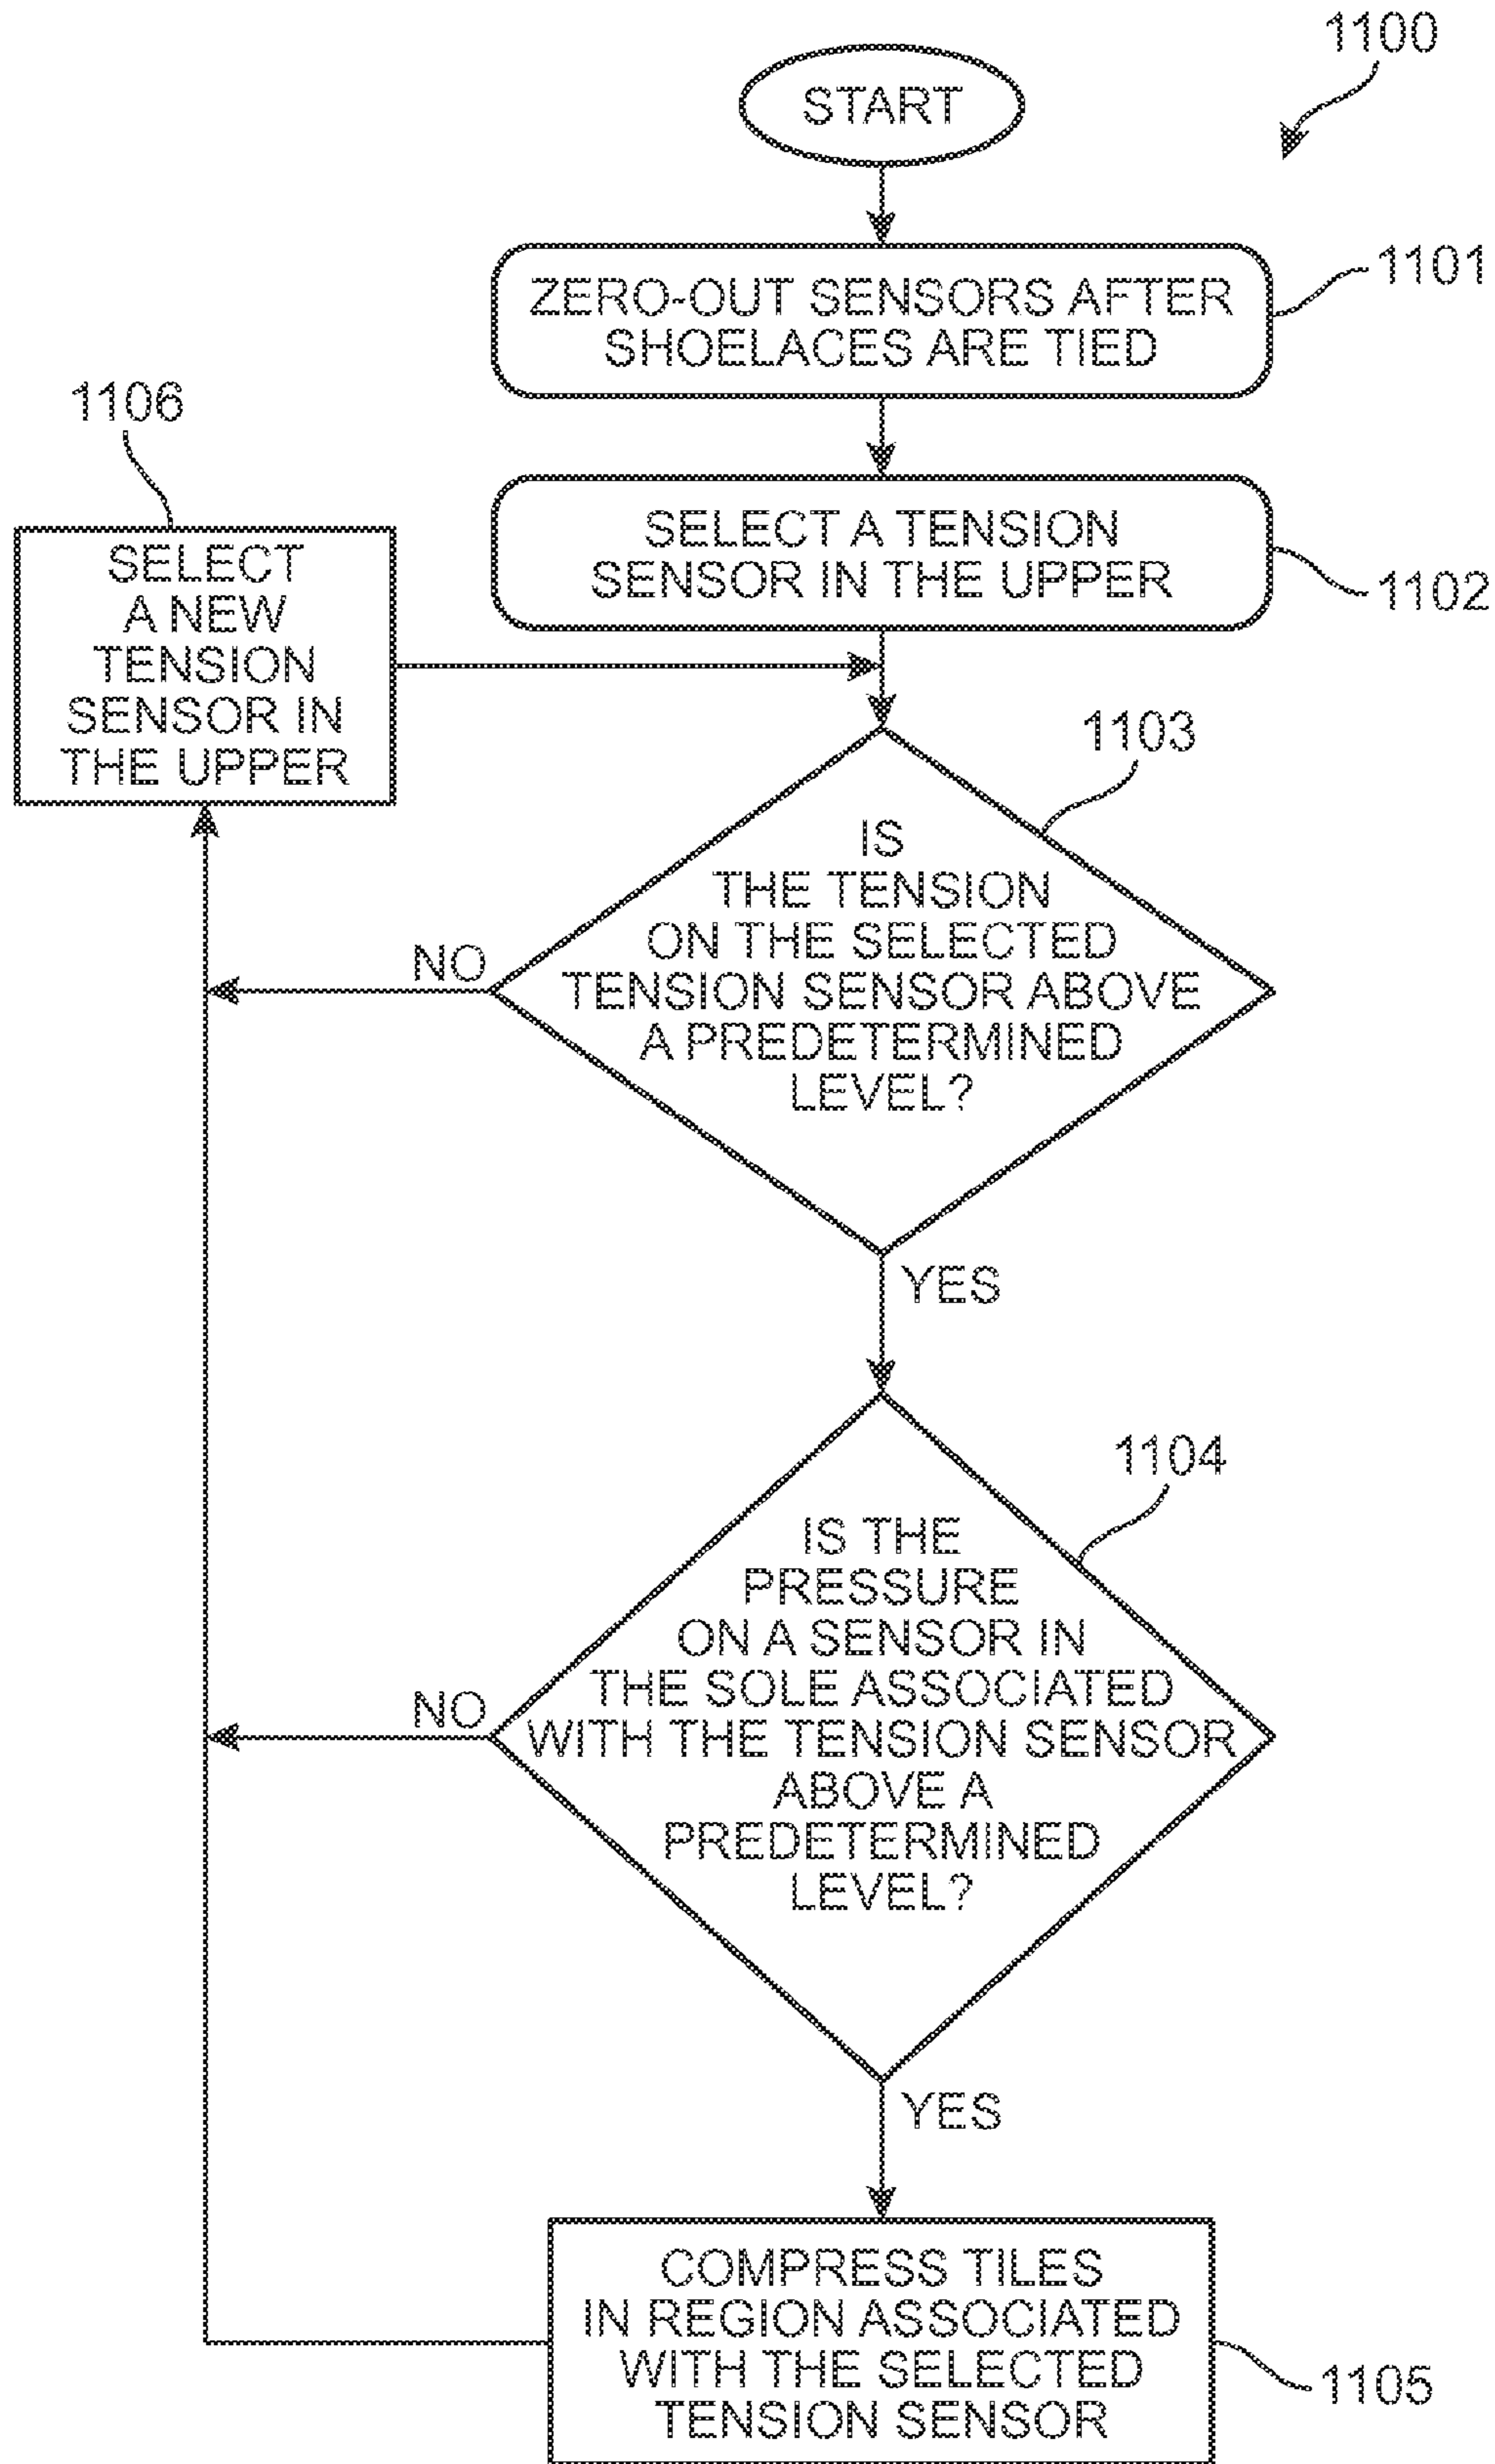 1100
START
ZERO-OUT SENSORS AFTER
SHOELACES ARE TIED
1101
1106
SELECT A TENSION
SENSOR IN THE UPPER
1102
SELECT
A NEW
TENSION
SENSOR IN
THE UPPER
1103
IS
THE TENSION
ON THE SELECTED
TENSION SENSOR ABOVE
A PREDETERMINED
LEVEL?
NO
YES
1104
IS THE
PRESSURE
ON A SENSOR IN
THE SOLE ASSOCIATED
WITH THE TENSION SENSOR
ABOVE A
PREDETERMINED
LEVEL?
NO
YES
COMPRESS TILES
IN REGION ASSOCIATED
WITH THE SELECTED
TENSION SENSOR
1105